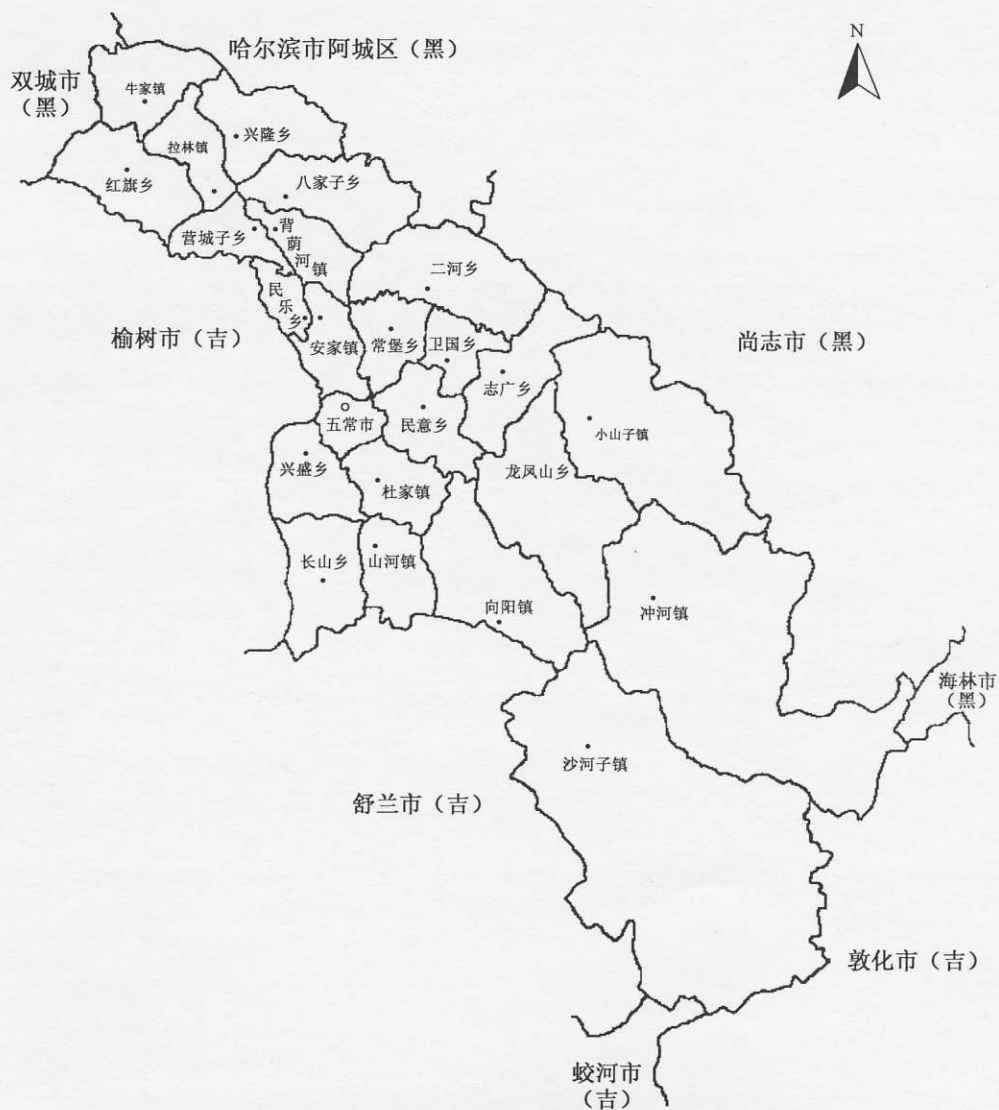 N
哈尔滨市阿城区（黑）
双城市
（黑）
牛家镇
兴隆乡
拉林镇
红旗乡
八家子乡
营城子乡
背荫河镇
二河乡
民乐乡
榆树市（吉）
安家镇
常堡乡
卫国乡
尚志市（黑）
志广乡
五常市
民意乡
小山子镇
兴盛乡
杜家镇
龙凤山乡
长山乡
山河镇
向阳镇
冲河镇
海林市
（黑）
沙河子镇
舒兰市（吉）
敦化市（吉）
蛟河市
（吉）